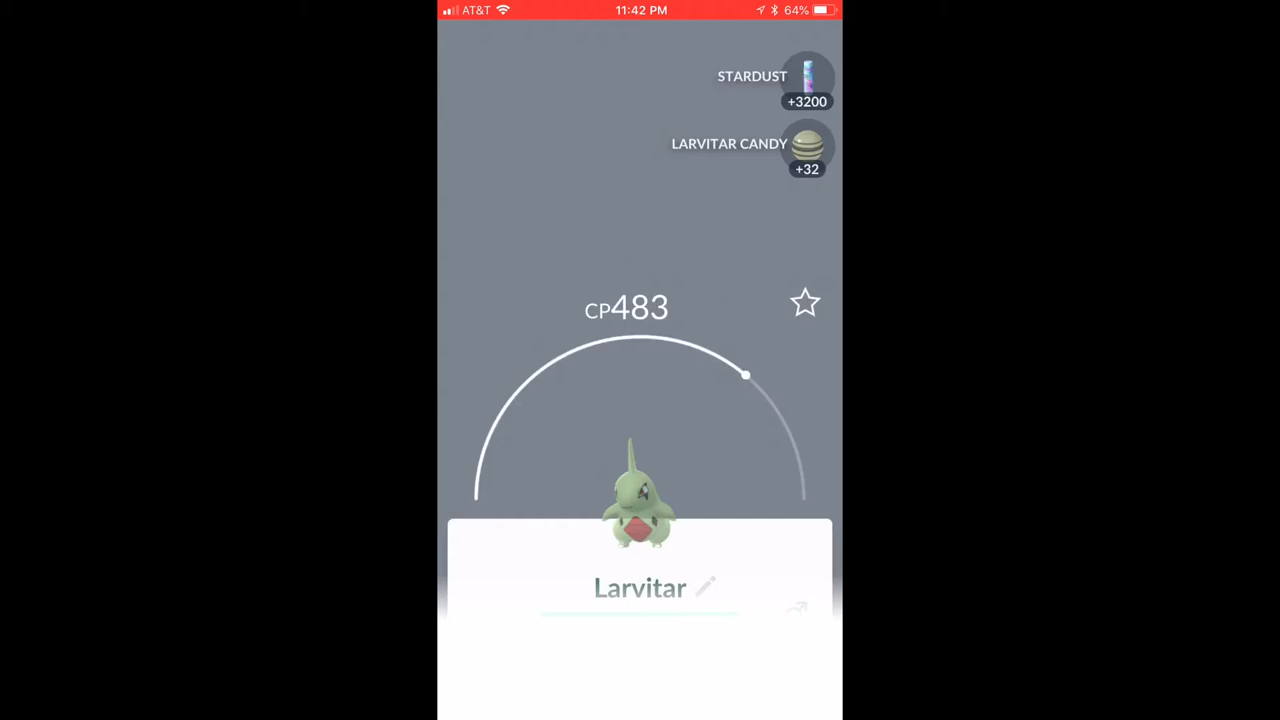 AT&T 11:42 PM 64%
STARDUST
+3200
LARVITAR CANDY
+32
CP483
Larvitar